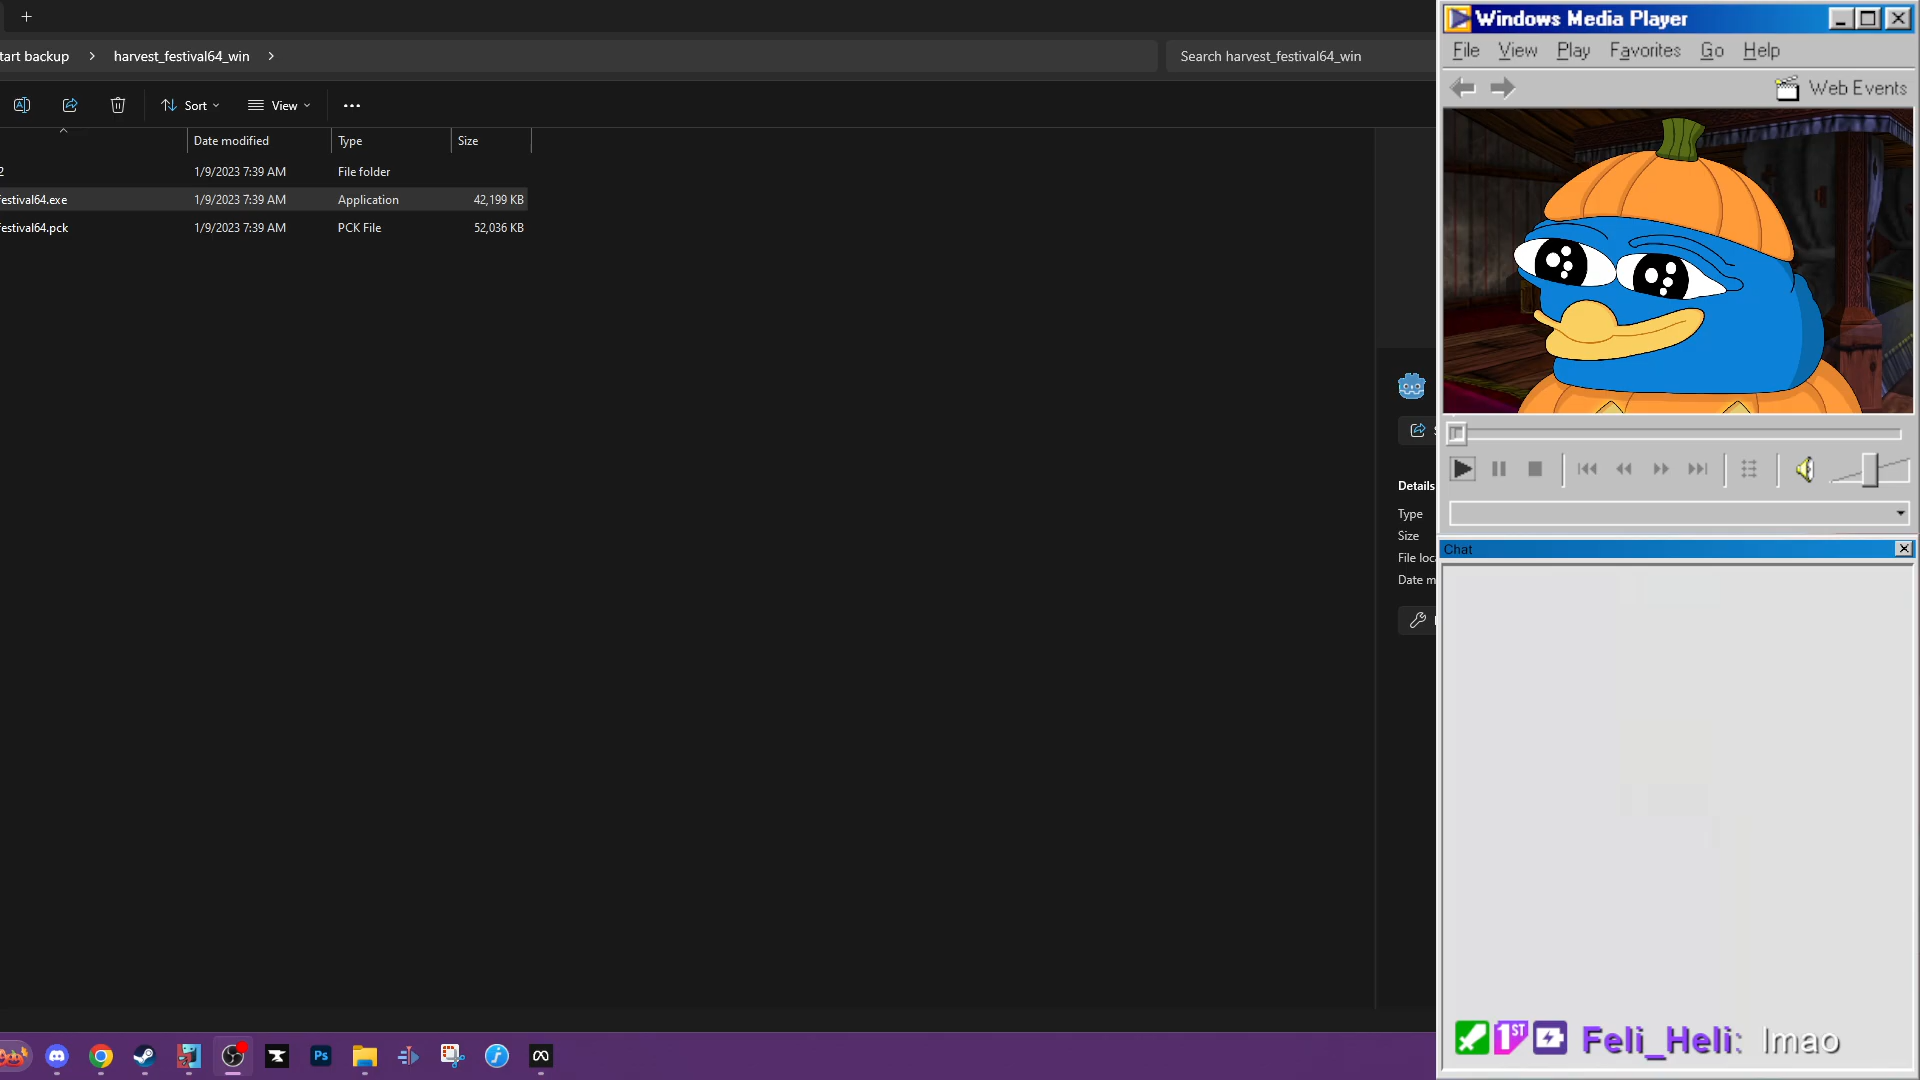 tart backup
harvest_festival64_win
Search harvest_festival64_win
Sort
View
Date modified
Type
Size
2
1/9/2023 7:39 AM
File folder
estival64.exe
1/9/2023 7:39 AM
Application
42,199 KB
estival64.pck
1/9/2023 7:39 AM
PCK File
52,036 KB
Details
Type
Size
File loc
Date m
Ps
Windows Media Player
File View Play Favorites Go Help
Web Events
Chat
1ST Feli_Heli: lmao